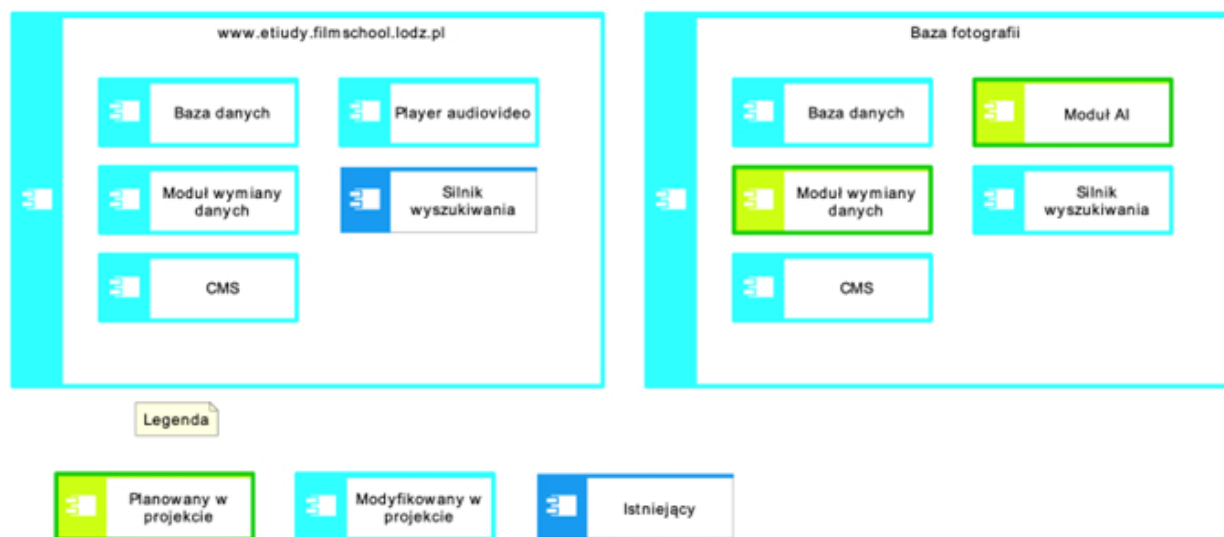 www.etiudy.filmschool.lodz.pl
Baza danych
Player audiovideo
Moduł wymiany
danych
Silnik
wyszukiwania
CMS
Baza fotografii
Baza danych
Moduł AI
Moduł wymiany
danych
Silnik
wyszukiwania
CMS
Legenda
Planowany w
projekcie
Modyfikowany w
projekcie
Istniejący